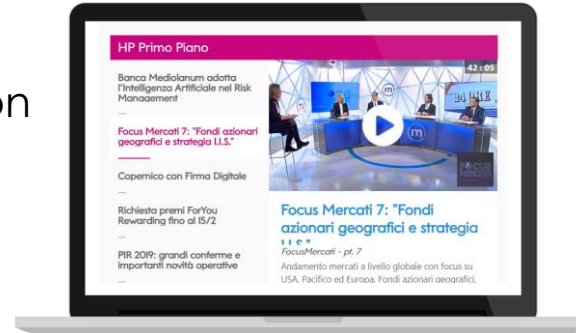 on
HP Primo Piano
Banca Mediolanum adotta
l'Intelligenza Artificiale nel Risk
Management
Focus Mercati 7: "Fondi azionari
geografici e strategia I.I.S."
Copernico con Firma Digitale
Richiesta premi ForYou
Rewarding fino al 15/2
PIR 2019: grandi conferme e
importanti novità operative
42:05
24 ORE
m
FOCUS
MERCATI
Focus Mercati 7: "Fondi
azionari geografici e strategia
I.I.S."
FocusMercati - pt. 7
Andamento mercati a livello globale con focus su
USA, Pacifico ed Europa. Fondi azionari geografici,